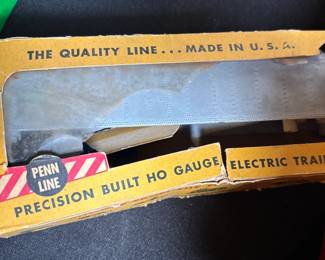 THE QUALITY LINE... MADE IN U.S.A.
PENN
LINE
PRECISION BUILT HO GAUGE ELECTRIC TRAI